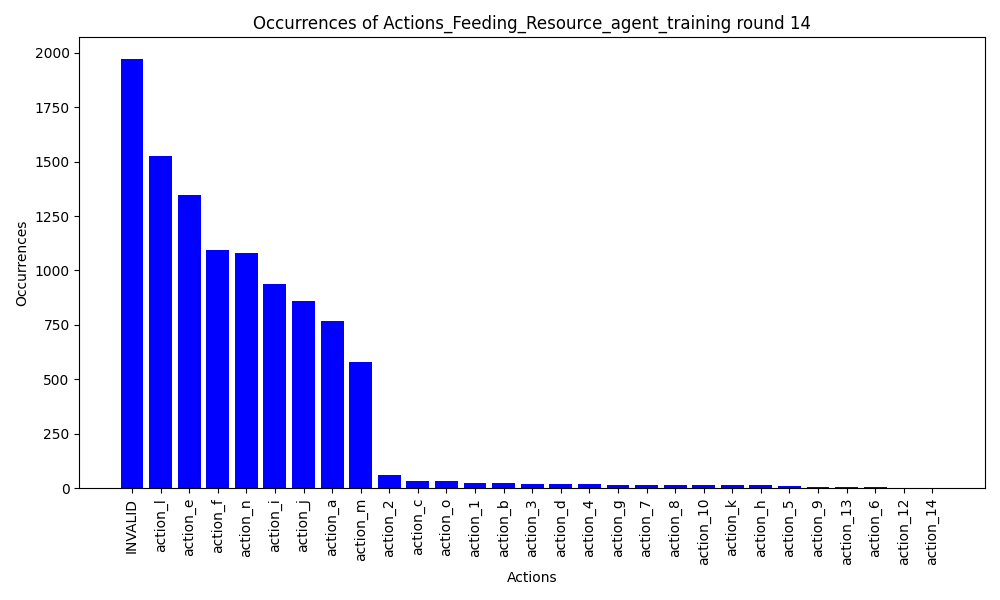 Occurrences of Actions_Feeding_Resource_agent_training round 14
Occurrences
2000
1750
1500
1250
1000
750
500
250
0
INVALID
action_l
action_e
action_f
action_n
action_i
action_j
action_a
action_m
action_2
action_c
action_o
action_1
action_b
action_3
action_d
action_4
action_g
action_7
action_8
action_10
action_k
action_h
action_5
action_9
action_13
action_6
action_12
action_14
Actions